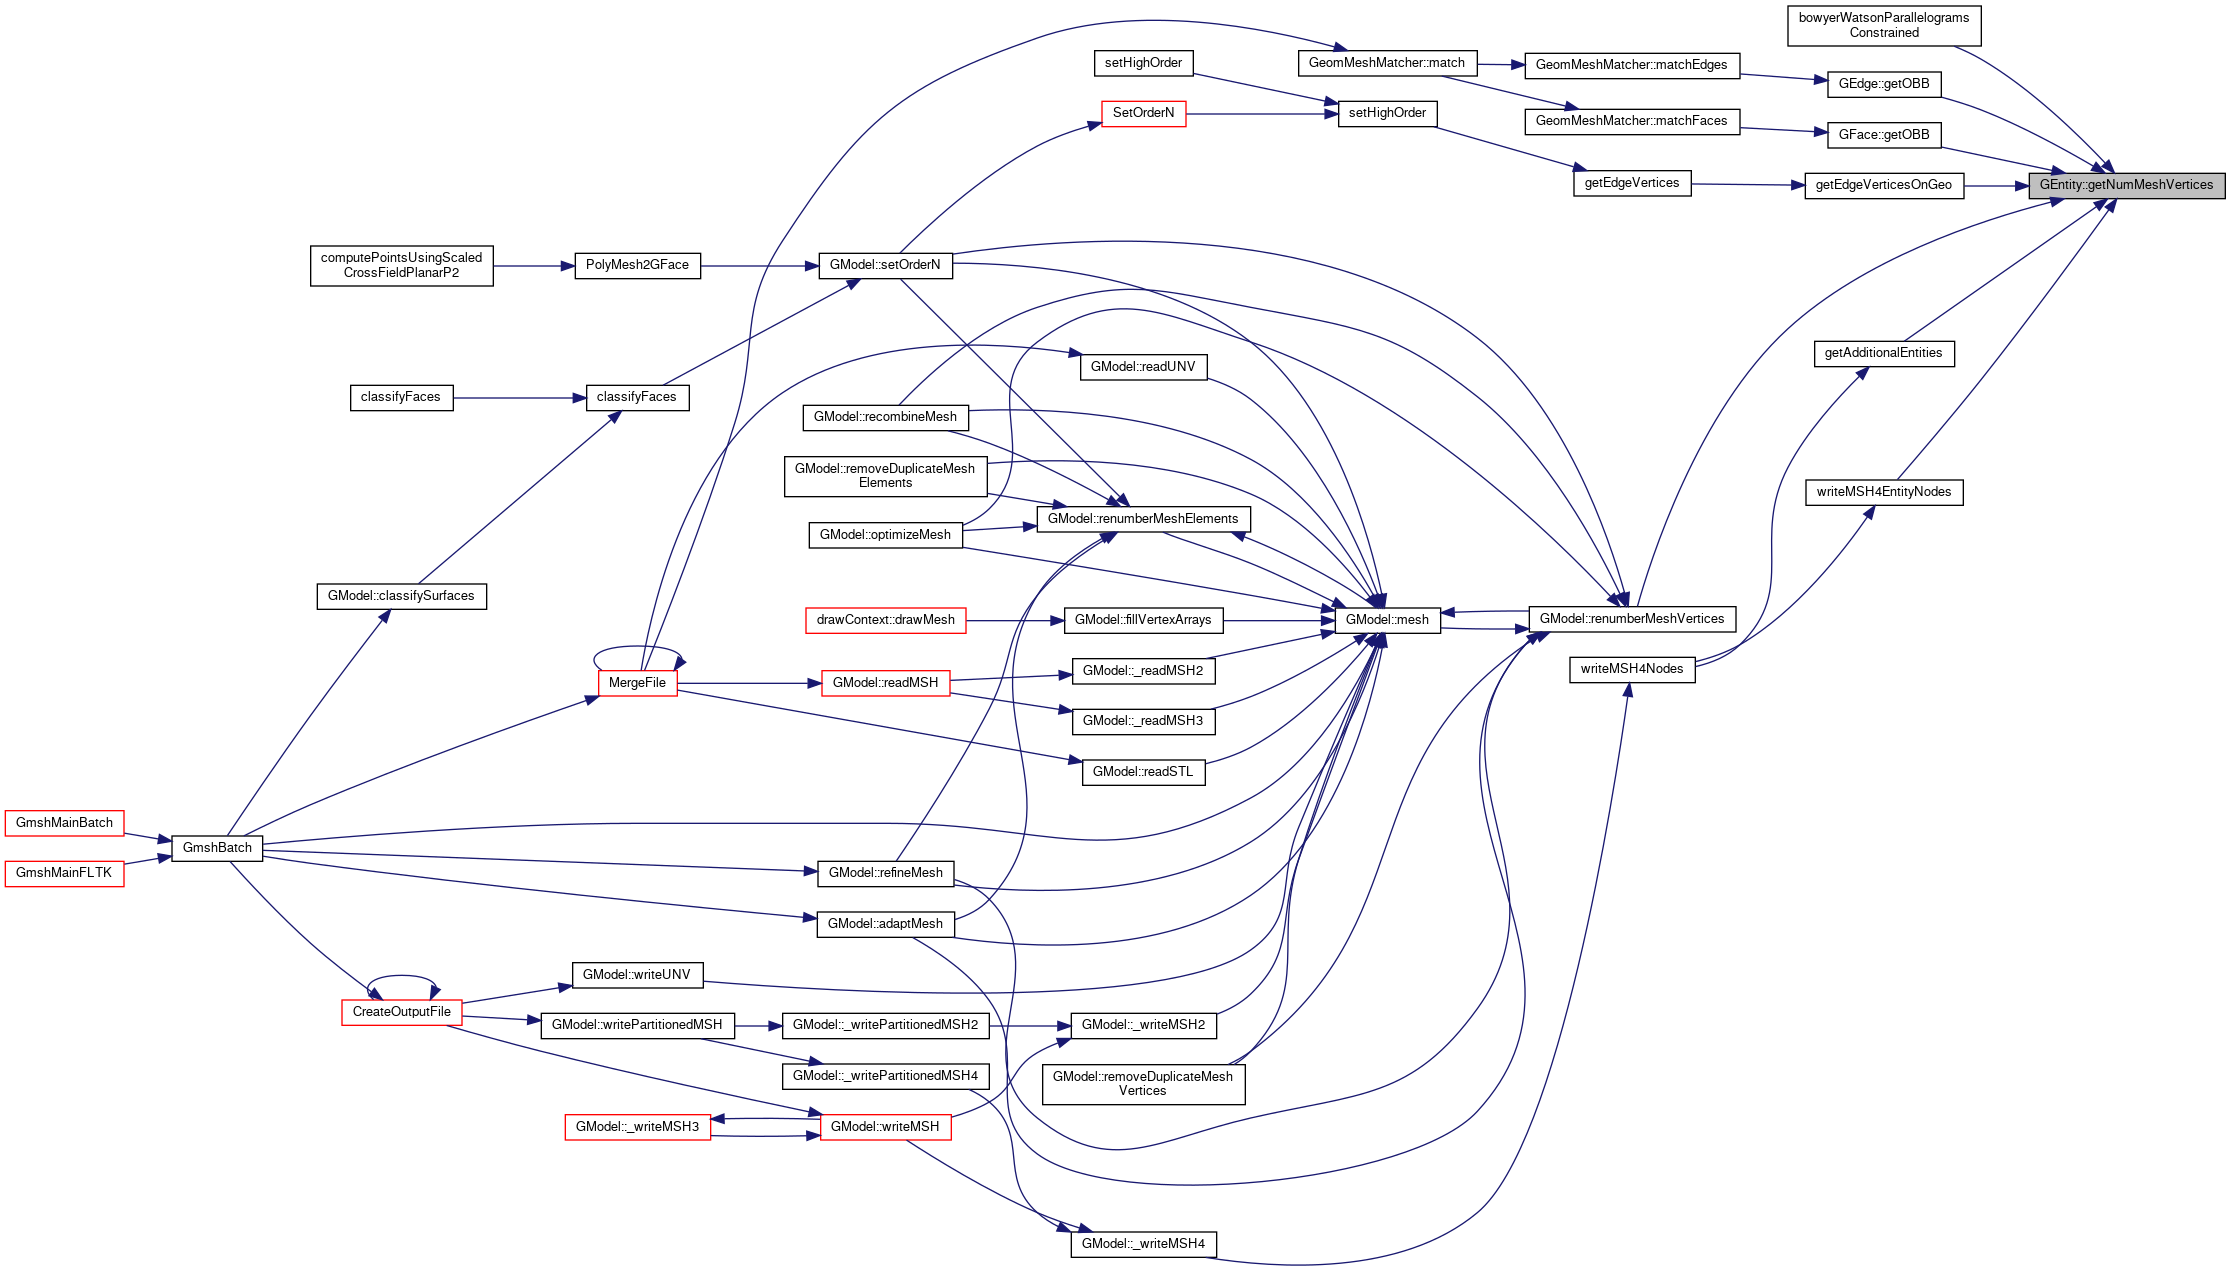 bowyerWatsonParallelograms
Constrained
setHighOrder
GeomMeshMatcher::match
GeomMeshMatcher::matchEdges
GEdge::getOBB
SetOrderN
setHighOrder
GeomMeshMatcher::matchFaces
GFace::getOBB
getEdgeVertices
getEdgeVerticesOnGeo
GEntity::getNumMeshVertices
computePointsUsingScaled
CrossFieldPlanarP2
PolyMesh2GFace
GModel::setOrderN
getAdditionalEntities
GModel::readUNV
classifyFaces
classifyFaces
GModel::recombineMesh
GModel::removeDuplicateMesh
Elements
writeMSH4EntityNodes
GModel::renumberMeshElements
GModel::optimizeMesh
GModel::classifySurfaces
drawContext::drawMesh
GModel::fillVertexArrays
GModel::mesh
GModel::renumberMeshVertices
GModel::_readMSH2
writeMSH4Nodes
MergeFile
GModel::readMSH
GModel::_readMSH3
GModel::readSTL
GmshMainBatch
GmshBatch
GmshMainFLTK
GModel::refineMesh
GModel::adaptMesh
GModel::writeUNV
CreateOutputFile
GModel::writePartitionedMSH
GModel::_writePartitionedMSH2
GModel::_writeMSH2
GModel::_writePartitionedMSH4
GModel::removeDuplicateMesh
Vertices
GModel::_writeMSH3
GModel::writeMSH
GModel::_writeMSH4